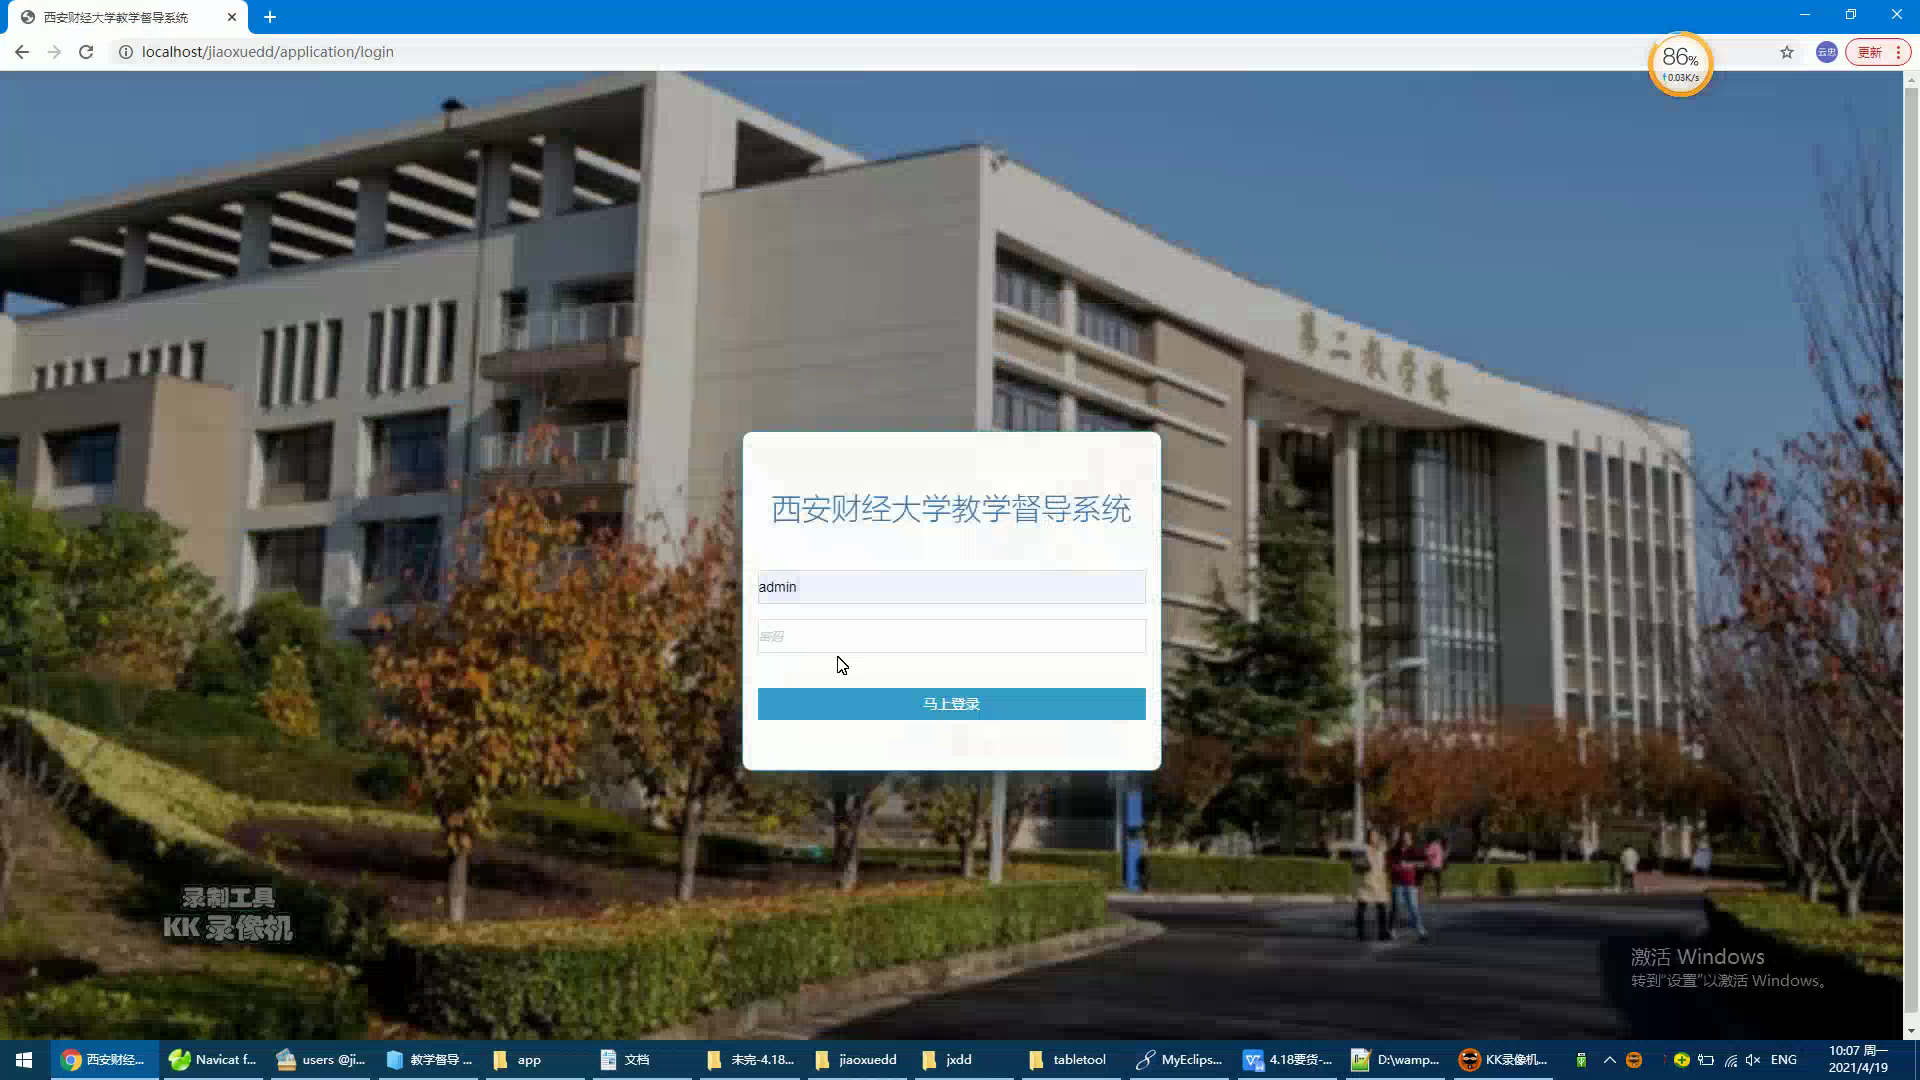 西安财经大学教学督导系统
localhost/jiaoxuedd/application/login
86%
↑0.03K/s
云忠
更新
第二教学楼
西安财经大学教学督导系统
admin
密码
马上登录
录制工具
KK 录像机
激活 Windows
转到“设置”以激活 Windows。
西安财经...
Navicat f...
users @ji...
教学督导 ...
app
文档
未完-4.18...
jiaoxuedd
jxdd
tabletool
MyEclips...
4.18要货-...
D:\wamp...
KK录像机...
ENG
10:07 周一
2021/4/19